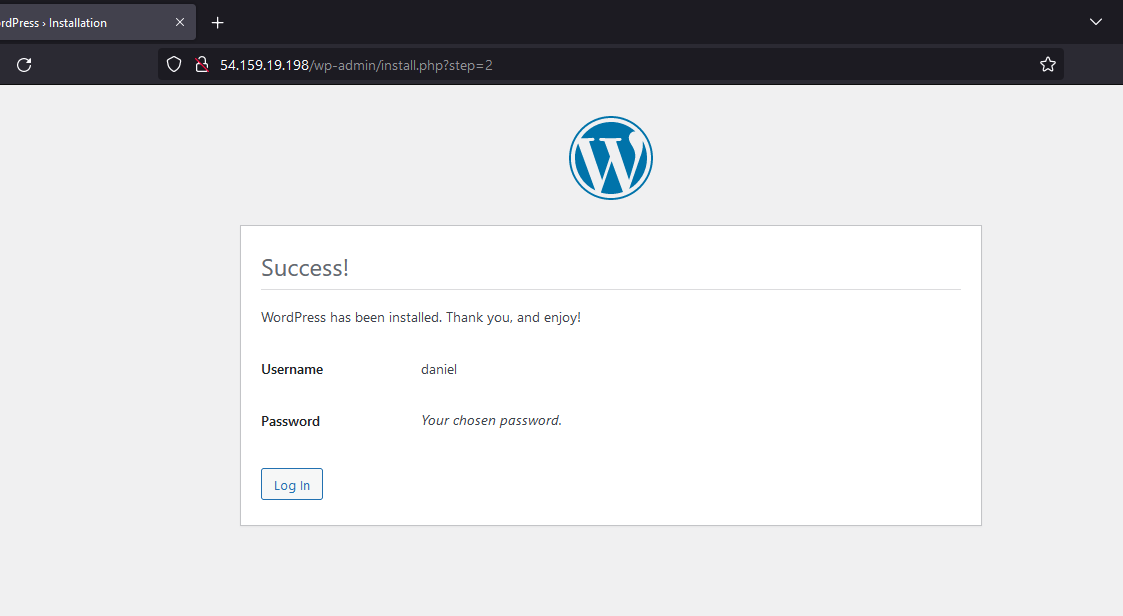 rdPress › Installation
54.159.19.198/wp-admin/install.php?step=2
Success!
WordPress has been installed. Thank you, and enjoy!
Username daniel
Password Your chosen password.
Log In